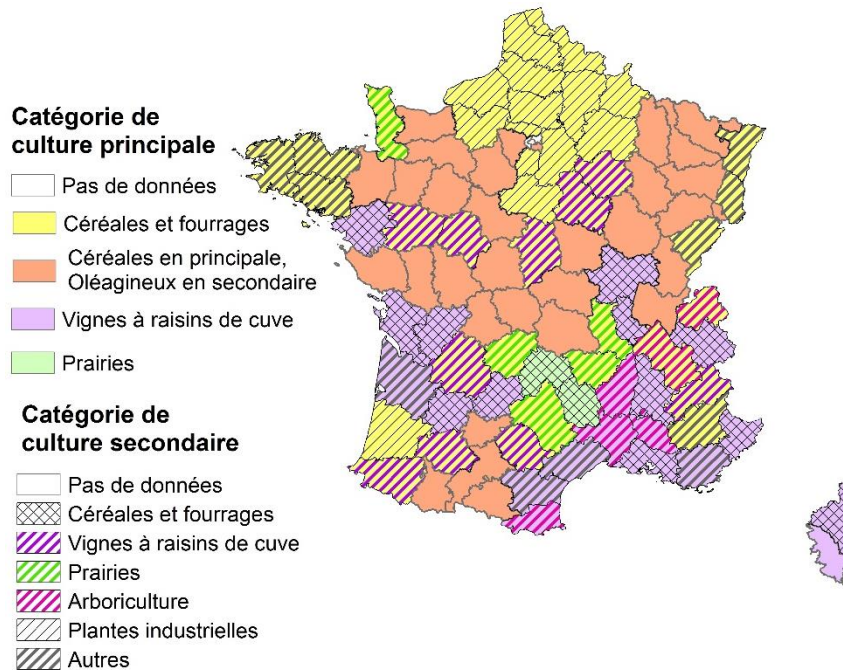 Catégorie de
culture principale
Pas de données
Céréales et fourrages
Céréales en principale,
Oléagineux en secondaire
Vignes à raisins de cuve
Prairies
Catégorie de
culture secondaire
Pas de données
Céréales et fourrages
Vignes à raisins de cuve
Prairies
Arboriculture
Plantes industrielles
Autres